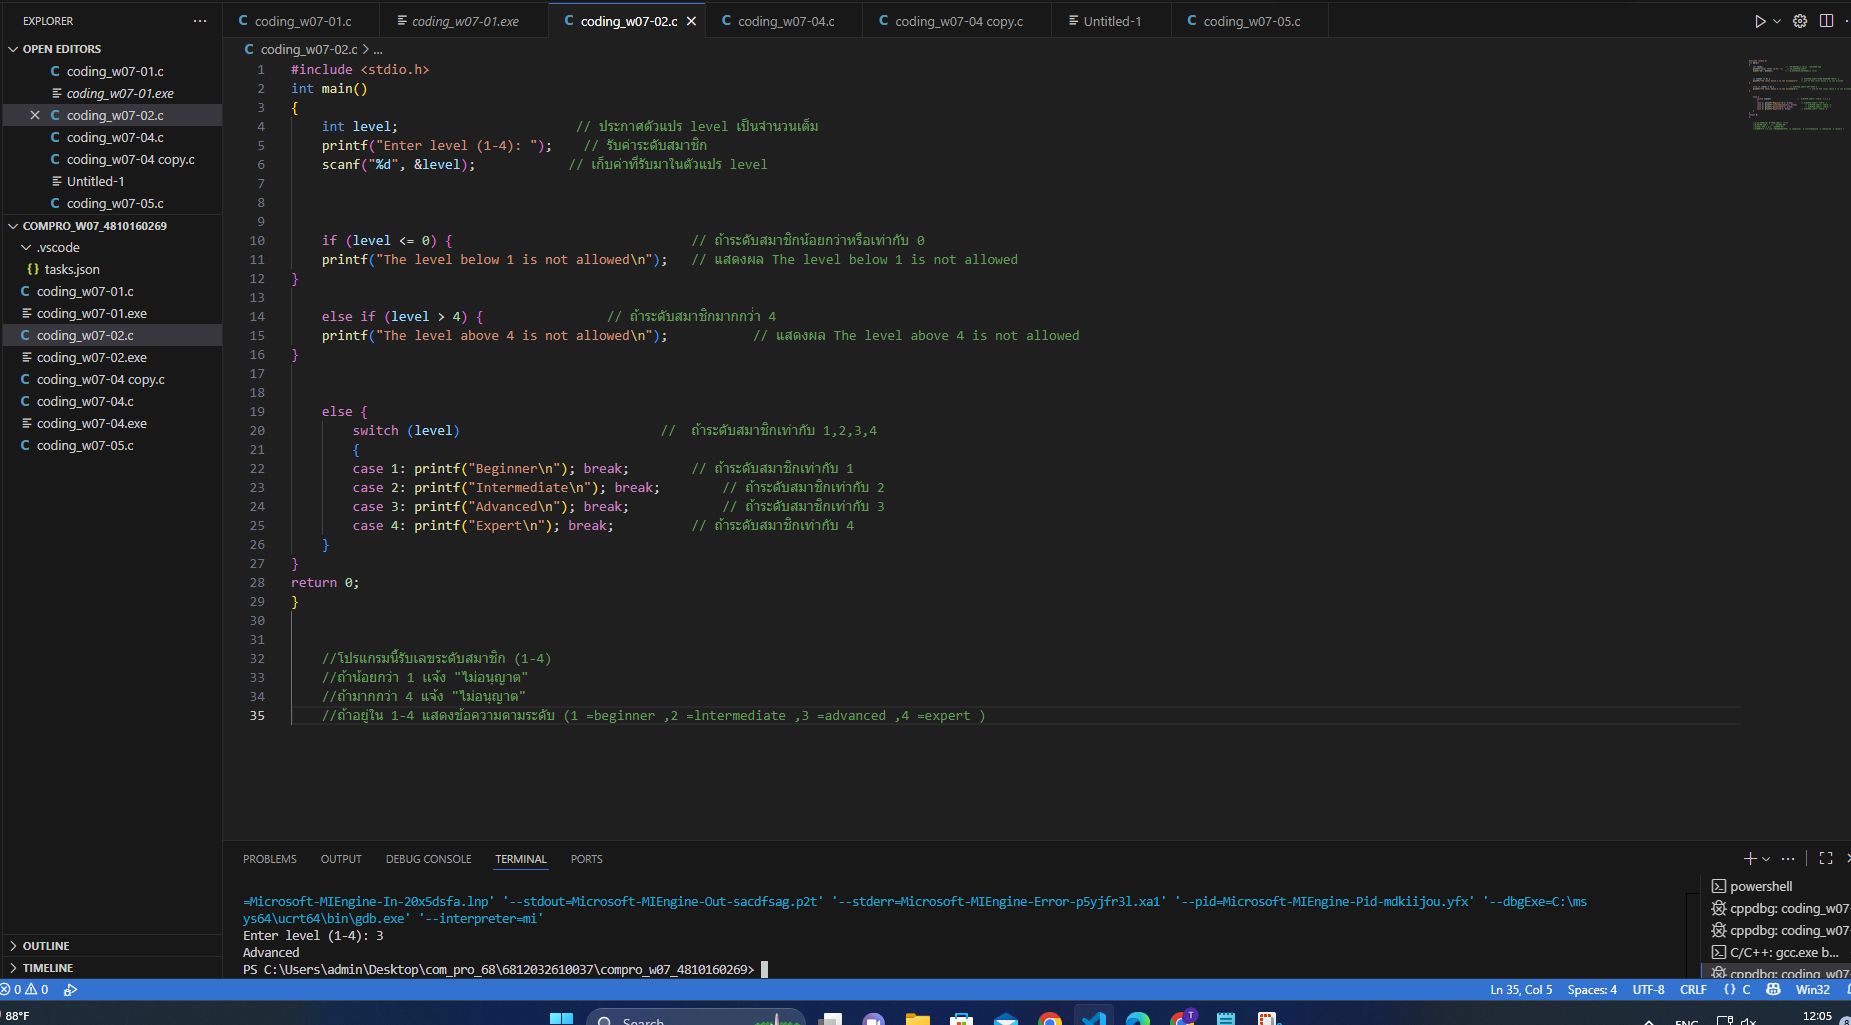 EXPLORER
OPEN EDITORS
coding_w07-01.c
coding_w07-01.exe
coding_w07-02.c
coding_w07-04.c
coding_w07-04 copy.c
Untitled-1
coding_w07-05.c
COMPRO_W07_4810160269
.vscode
tasks.json
coding_w07-01.c
coding_w07-01.exe
coding_w07-02.c
coding_w07-02.exe
coding_w07-04 copy.c
coding_w07-04.c
coding_w07-04.exe
coding_w07-05.c
OUTLINE
TIMELINE
coding_w07-01.c coding_w07-01.exe coding_w07-02.c coding_w07-04.c coding_w07-04 copy.c Untitled-1 coding_w07-05.c
coding_w07-02.c > ...
1 #include <stdio.h>
2 int main()
3 {
4 int level; // ประกาศตัวแปร level เป็นจำนวนเต็ม
5 printf("Enter level (1-4): "); // รับค่าระดับสมาชิก
6 scanf("%d", &level); // เก็บค่าที่รับมาในตัวแปร level
7
8
9
10 if (level <= 0) { // ถ้าระดับสมาชิกน้อยกว่าหรือเท่ากับ 0
11 printf("The level below 1 is not allowed\n"); // แสดงผล The level below 1 is not allowed
12 }
13
14 else if (level > 4) { // ถ้าระดับสมาชิกมากกว่า 4
15 printf("The level above 4 is not allowed\n"); // แสดงผล The level above 4 is not allowed
16 }
17
18
19 else {
20 switch (level) // ถ้าระดับสมาชิกเท่ากับ 1,2,3,4
21 {
22 case 1: printf("Beginner\n"); break; // ถ้าระดับสมาชิกเท่ากับ 1
23 case 2: printf("Intermediate\n"); break; // ถ้าระดับสมาชิกเท่ากับ 2
24 case 3: printf("Advanced\n"); break; // ถ้าระดับสมาชิกเท่ากับ 3
25 case 4: printf("Expert\n"); break; // ถ้าระดับสมาชิกเท่ากับ 4
26 }
27 }
28 return 0;
29 }
30
31
32 //โปรแกรมนี้รับเลขระดับสมาชิก (1-4)
33 //ถ้าน้อยกว่า 1 แจ้ง "ไม่อนุญาต"
34 //ถ้ามากกว่า 4 แจ้ง "ไม่อนุญาต"
35 //ถ้าอยู่ใน 1-4 แสดงข้อความตามระดับ (1 =beginner ,2 =lntermediate ,3 =advanced ,4 =expert )
PROBLEMS OUTPUT DEBUG CONSOLE TERMINAL PORTS
=Microsoft-MIEngine-In-20x5dsfa.lnp' '--stdout=Microsoft-MIEngine-Out-sacdfsag.p2t' '--stderr=Microsoft-MIEngine-Error-p5yjfr3l.xa1' '--pid=Microsoft-MIEngine-Pid-mdkiijou.yfx' '--dbgExe=C:\ms
ys64\ucrt64\bin\gdb.exe' '--interpreter=mi'
Enter level (1-4): 3
Advanced
PS C:\Users\admin\Desktop\com_pro_68\6812032610037\compro_w07_4810160269>
powershell
cppdbg: coding_w07-
cppdbg: coding_w07-
C/C++: gcc.exe b...
cppdbg: coding_w07-
0 0 Ln 35, Col 5 Spaces: 4 UTF-8 CRLF {} C Win32
88°F Search ENG 12:05